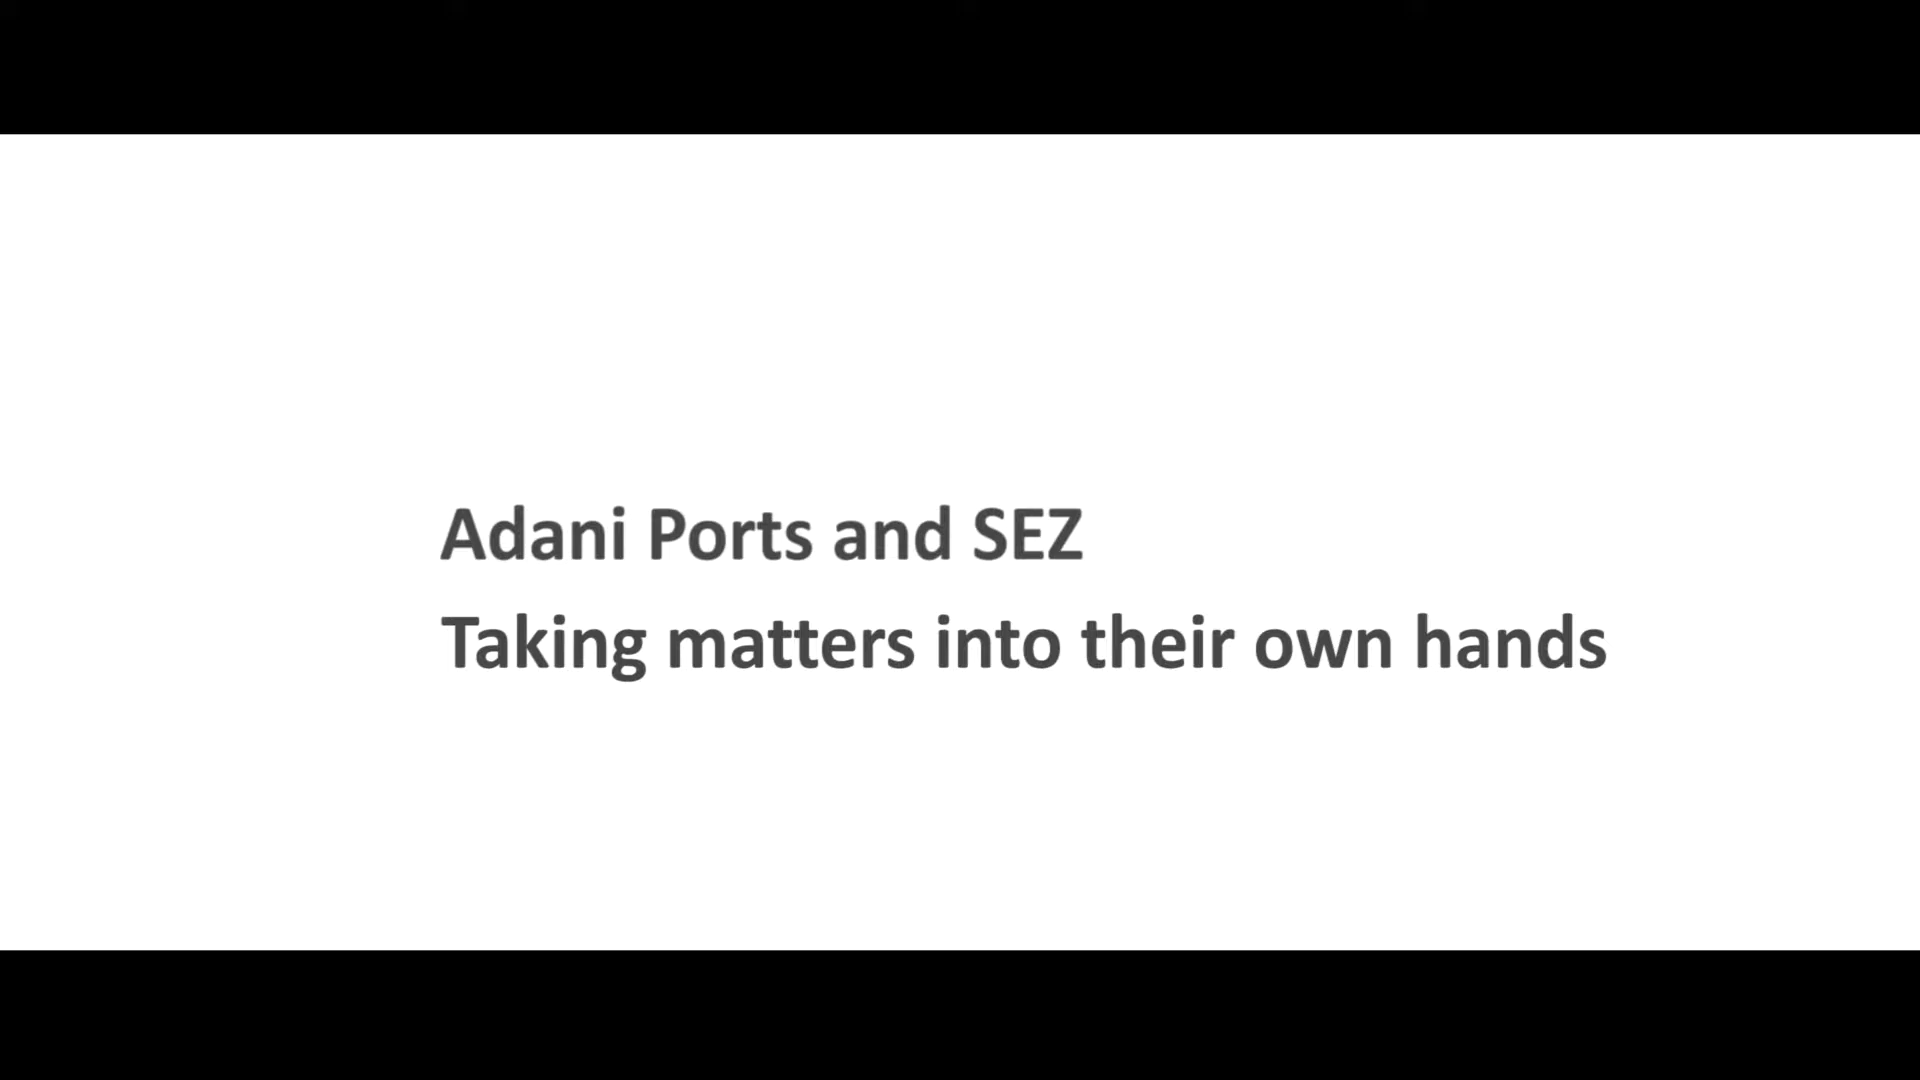 Adani Ports and SEZ
Taking matters into their own hands